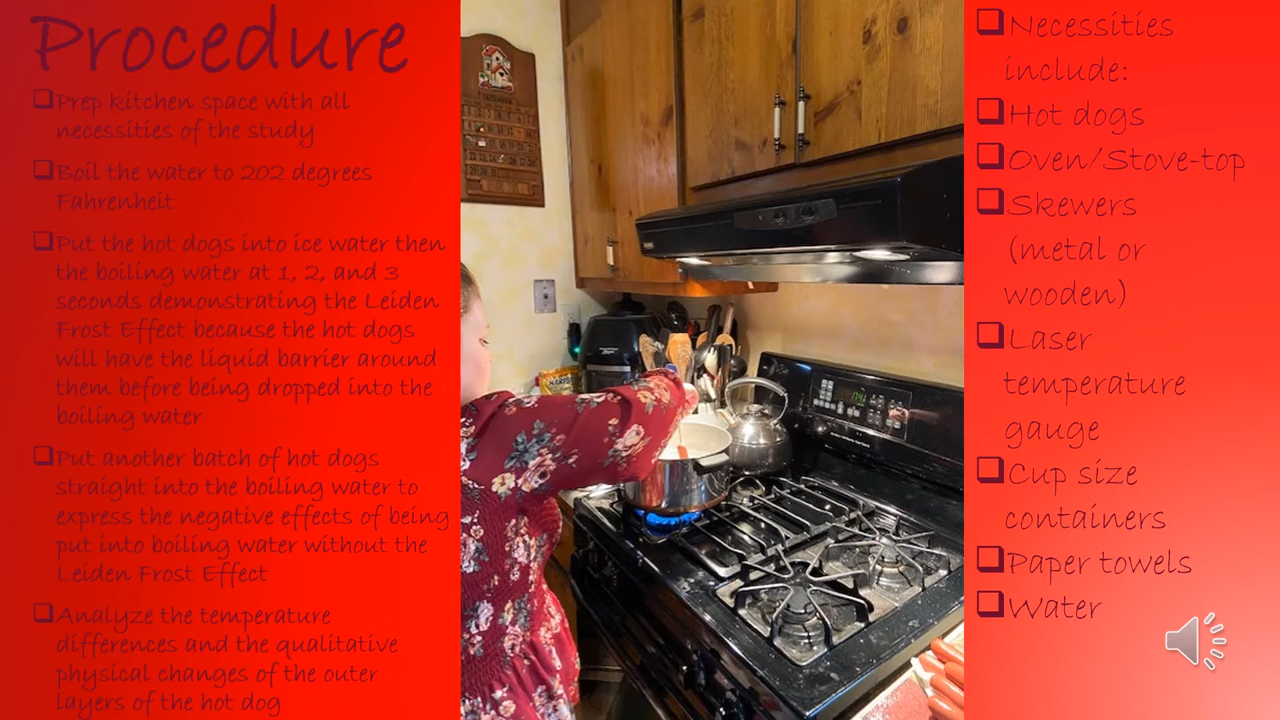 Procedure
Prep kitchen space with all
necessities of the study
Boil the water to 202 degrees
Fahrenheit
Put the hot dogs into ice water then
the boiling water at 1, 2, and 3
seconds demonstrating the Leiden
Frost Effect because the hot dogs
will have the liquid barrier around
them before being dropped into the
boiling water
Put another batch of hot dogs
straight into the boiling water to
express the negative effects of being
put into boiling water without the
Leiden Frost Effect
Analyze the temperature
differences and the qualitative
physical changes of the outer
layers of the hot dog
HARIBO
Necessities
include:
Hot dogs
Oven/Stove-top
Skewers
(metal or
wooden)
Laser
temperature
gauge
Cup size
containers
Paper towels
Water